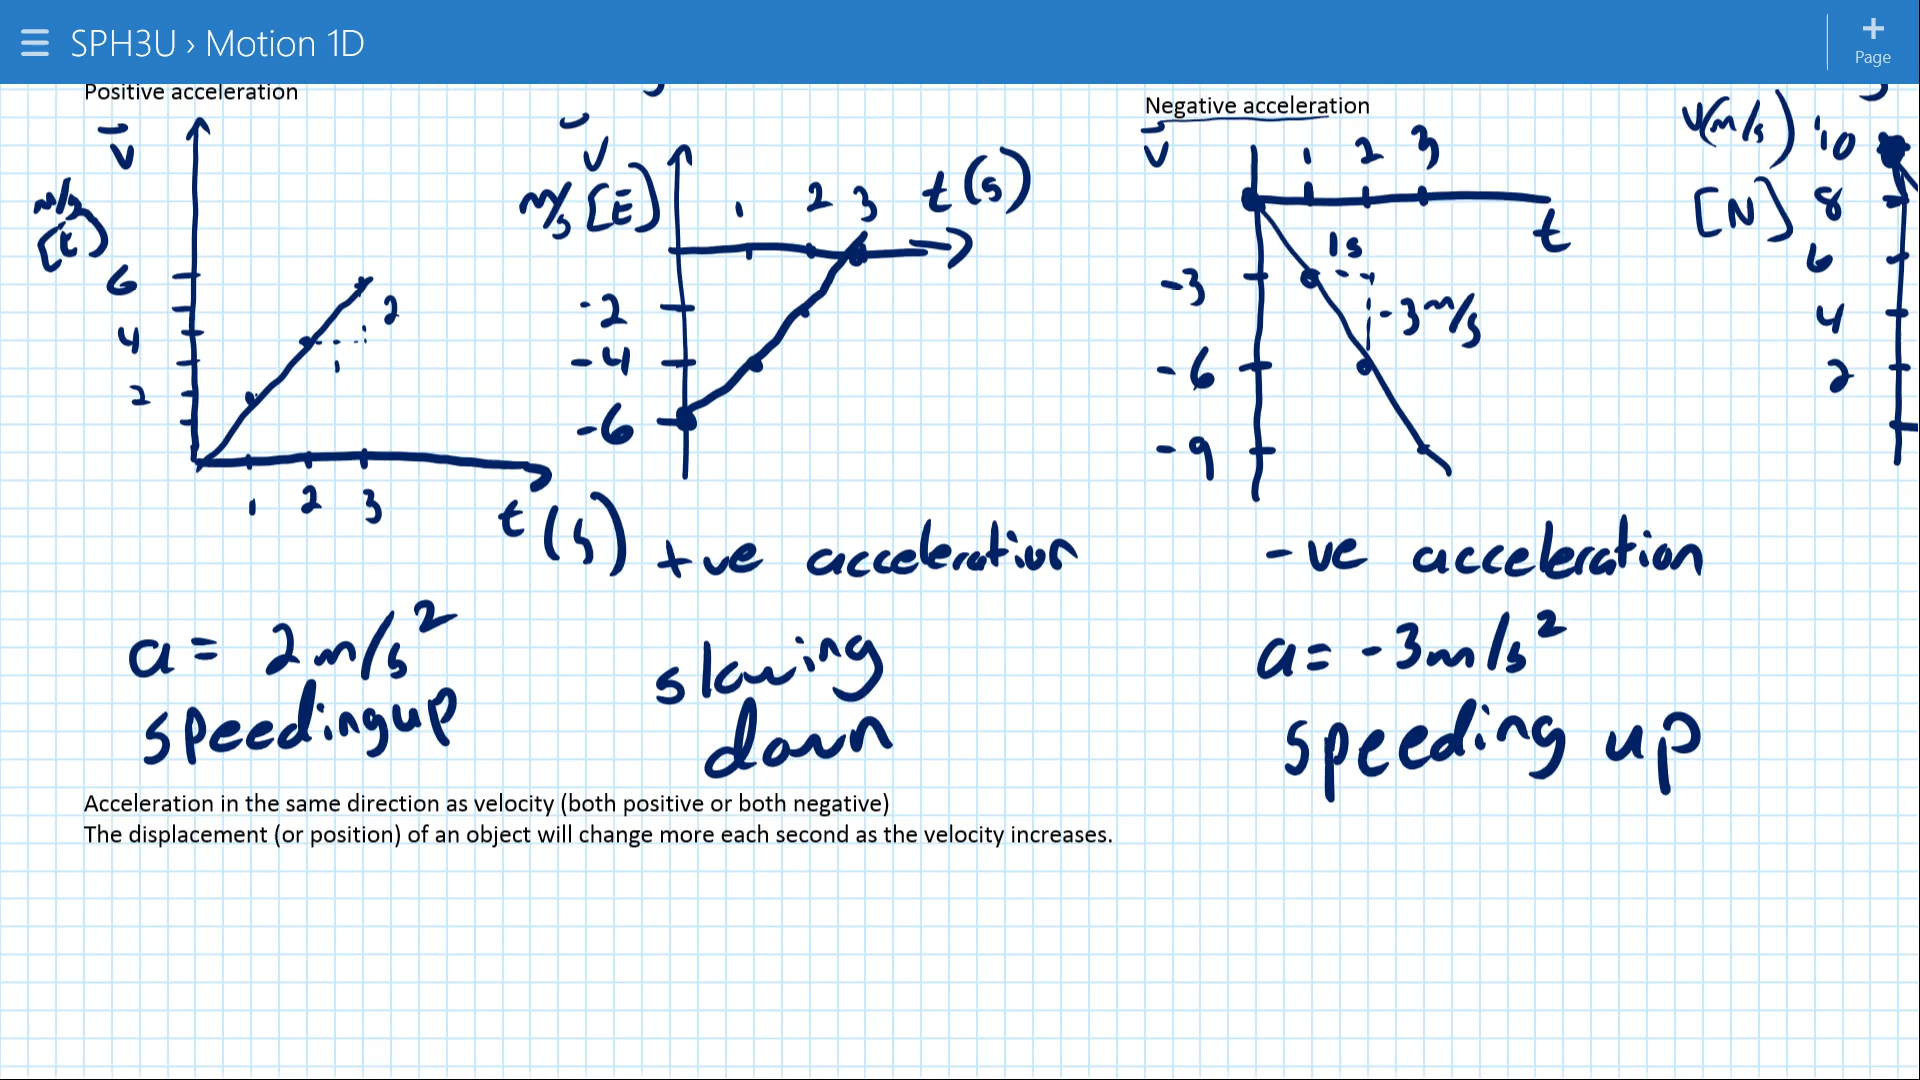 SPH3U › Motion 1D
+
Page
Positive acceleration
v
m/s
[E]
6
4
2
2
1
1 2 3
t (s)
a = 2 m/s²
speeding up
v
m/s [E]
1 2 3 t (s)
-2
-4
-6
+ve acceleration
slowing
down
Negative acceleration
v
1 2 3
t
1s
-3
-3 m/s
-6
-9
-ve acceleration
a = -3m/s²
speeding up
v(m/s)
[N]
10
8
6
4
2
Acceleration in the same direction as velocity (both positive or both negative)
The displacement (or position) of an object will change more each second as the velocity increases.